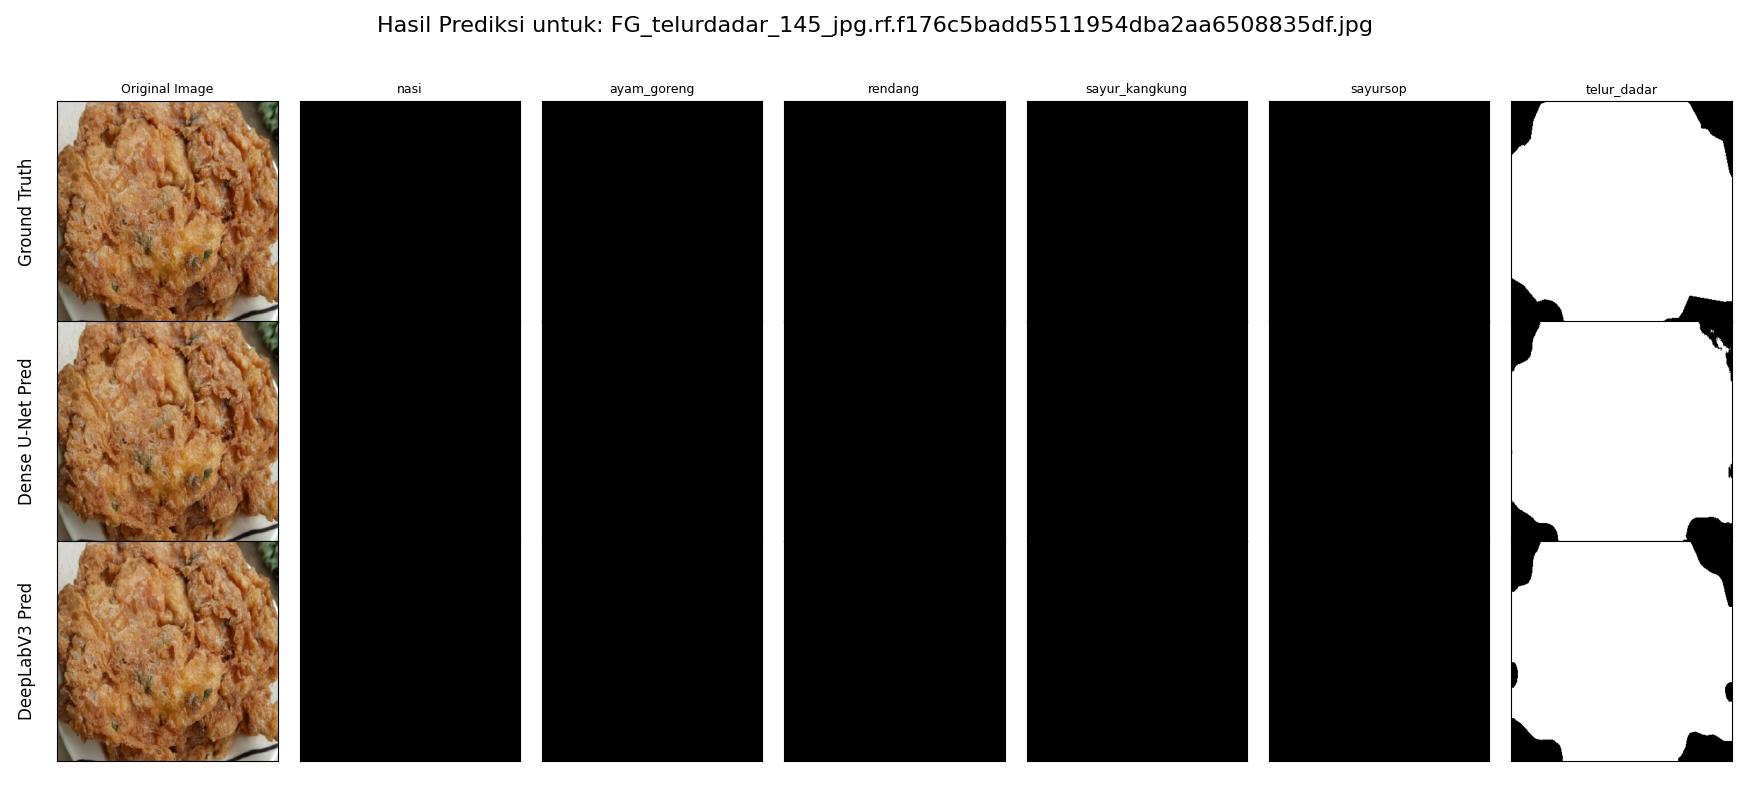 Hasil Prediksi untuk: FG_telurdadar_145_jpg.rf.f176c5badd5511954dba2aa6508835df.jpg
Original Image
nasi
ayam_goreng
rendang
sayur_kangkung
sayursop
telur_dadar
Ground Truth
Dense U-Net Pred
DeepLabV3 Pred